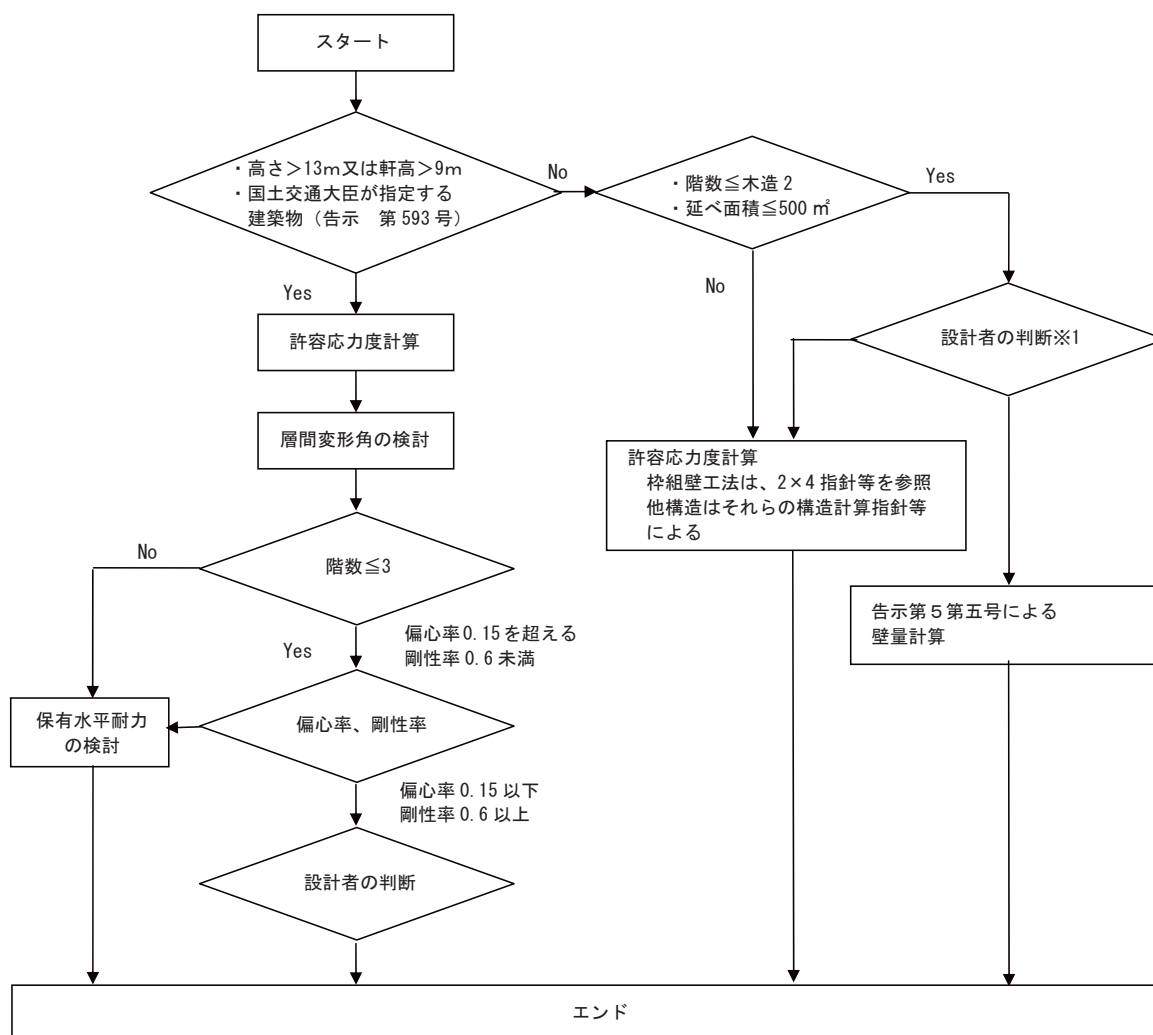 スタート
・高さ＞13ｍ又は軒高＞9ｍ
・国土交通大臣が指定する
建築物（告示　第593号）
No
・階数≦木造2
・延べ面積≦500㎡
Yes
Yes
No
許容応力度計算
設計者の判断※1
層間変形角の検討
許容応力度計算
枠組壁工法は、2×4指針等を参照
他構造はそれらの構造計算指針等
による
No
階数≦3
告示第５第五号による
壁量計算
偏心率0.15を超える
剛性率0.6未満
Yes
保有水平耐力
の検討
偏心率、剛性率
偏心率0.15以下
剛性率0.6以上
設計者の判断
エンド